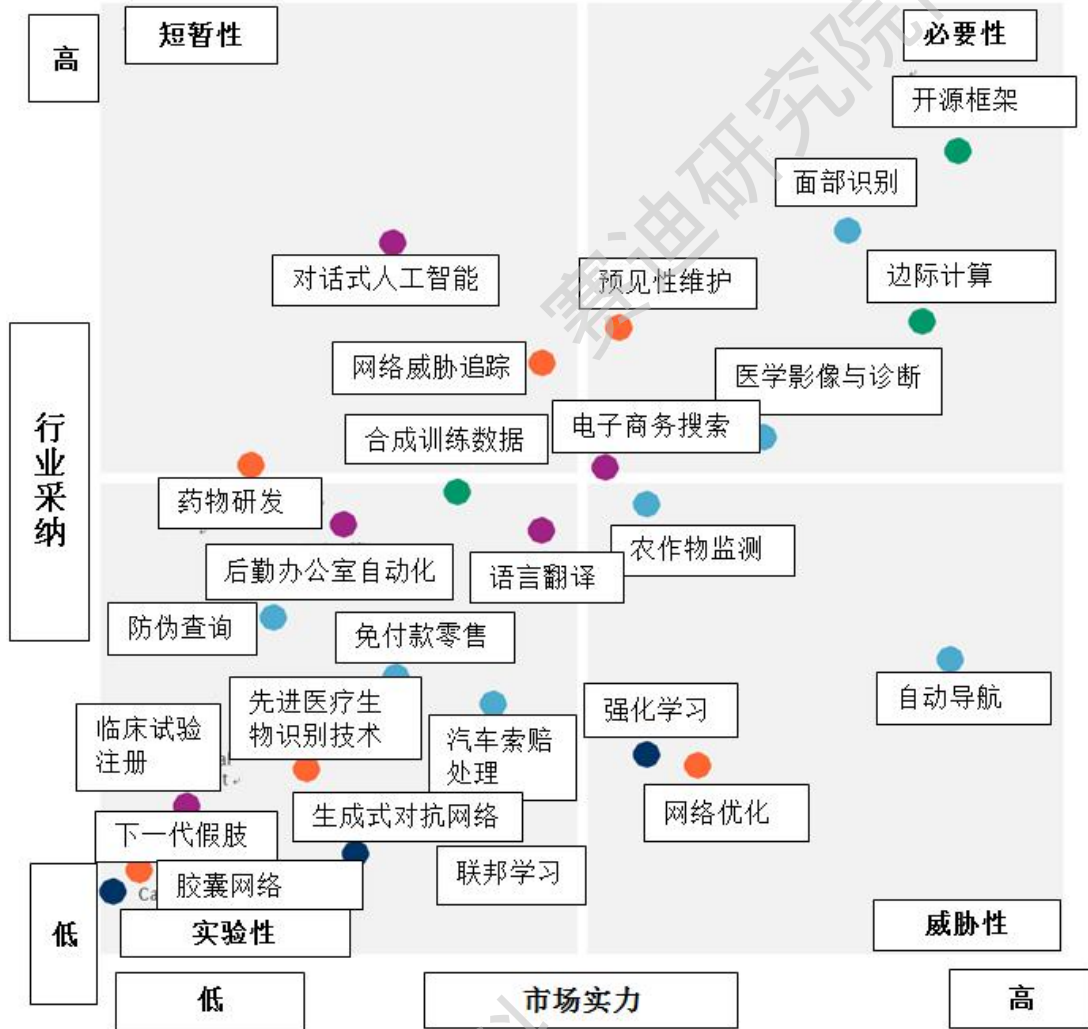 短暂性
必要性
高
开源框架
面部识别
对话式人工智能
预见性维护
边际计算
网络威胁追踪
医学影像与诊断
行业采纳
合成训练数据
电子商务搜索
药物研发
后勤办公室自动化
语言翻译
农作物监测
防伪查询
免付款零售
自动导航
临床试验
注册
先进医疗生
物识别技术
汽车索赔
处理
强化学习
下一代假肢
生成式对抗网络
网络优化
胶囊网络
联邦学习
Ca
低
实验性
威胁性
低
市场实力
高
赛迪研究院